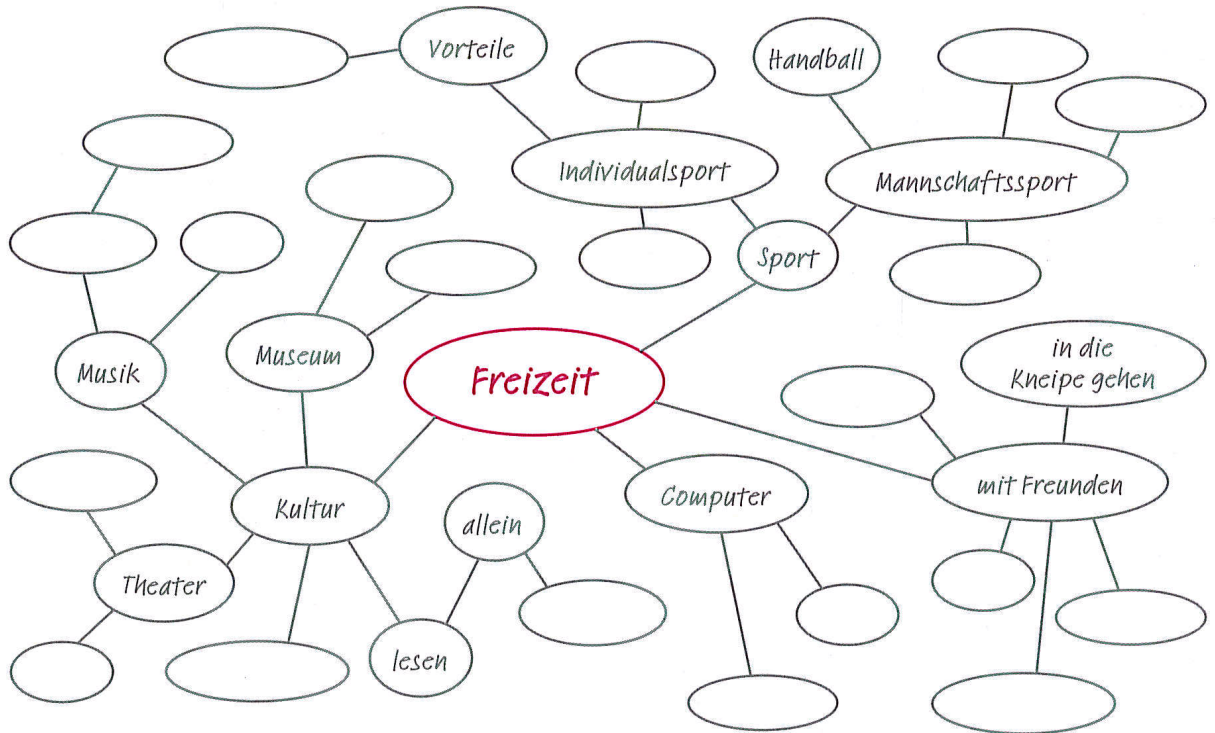 Vorteile
Handball
Individualsport
Mannschaftssport
Sport
Musik
Museum
Freizeit
in die
Kneipe gehen
Kultur
Computer
mit Freunden
allein
Theater
lesen